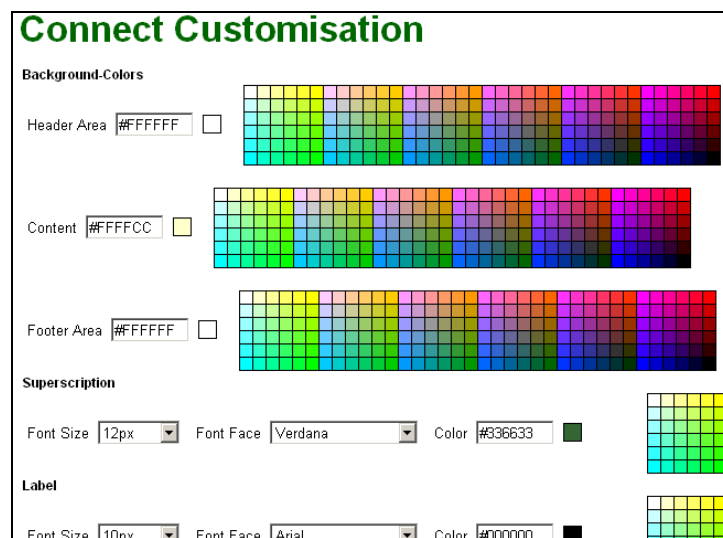 Connect Customisation
Background-Colors
Header Area #FFFFFF
Content #FFFFCC
Footer Area #FFFFFF
Superscription
Font Size 12px Font Face Verdana Color #336633
Label
Font Size 10px Font Face Arial Color #000000